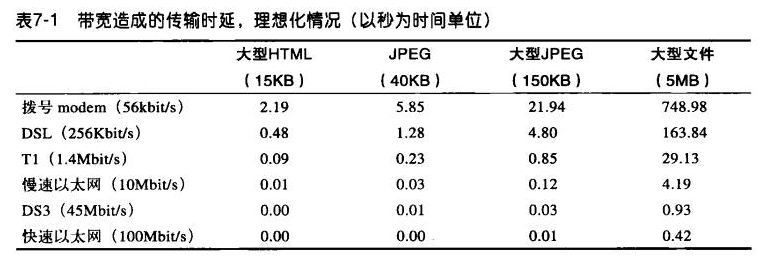 表7-1 带宽造成的传输时延，理想化情况（以秒为时间单位）
大型HTML JPEG 大型JPEG 大型文件
（15KB） （40KB） （150KB） （5MB）
拨号 modem（56kbit/s） 2.19 5.85 21.94 748.98
DSL（256Kbit/s） 0.48 1.28 4.80 163.84
T1（1.4Mbit/s） 0.09 0.23 0.85 29.13
慢速以太网（10Mbit/s） 0.01 0.03 0.12 4.19
DS3（45Mbit/s） 0.00 0.01 0.03 0.93
快速以太网（100Mbit/s） 0.00 0.00 0.01 0.42